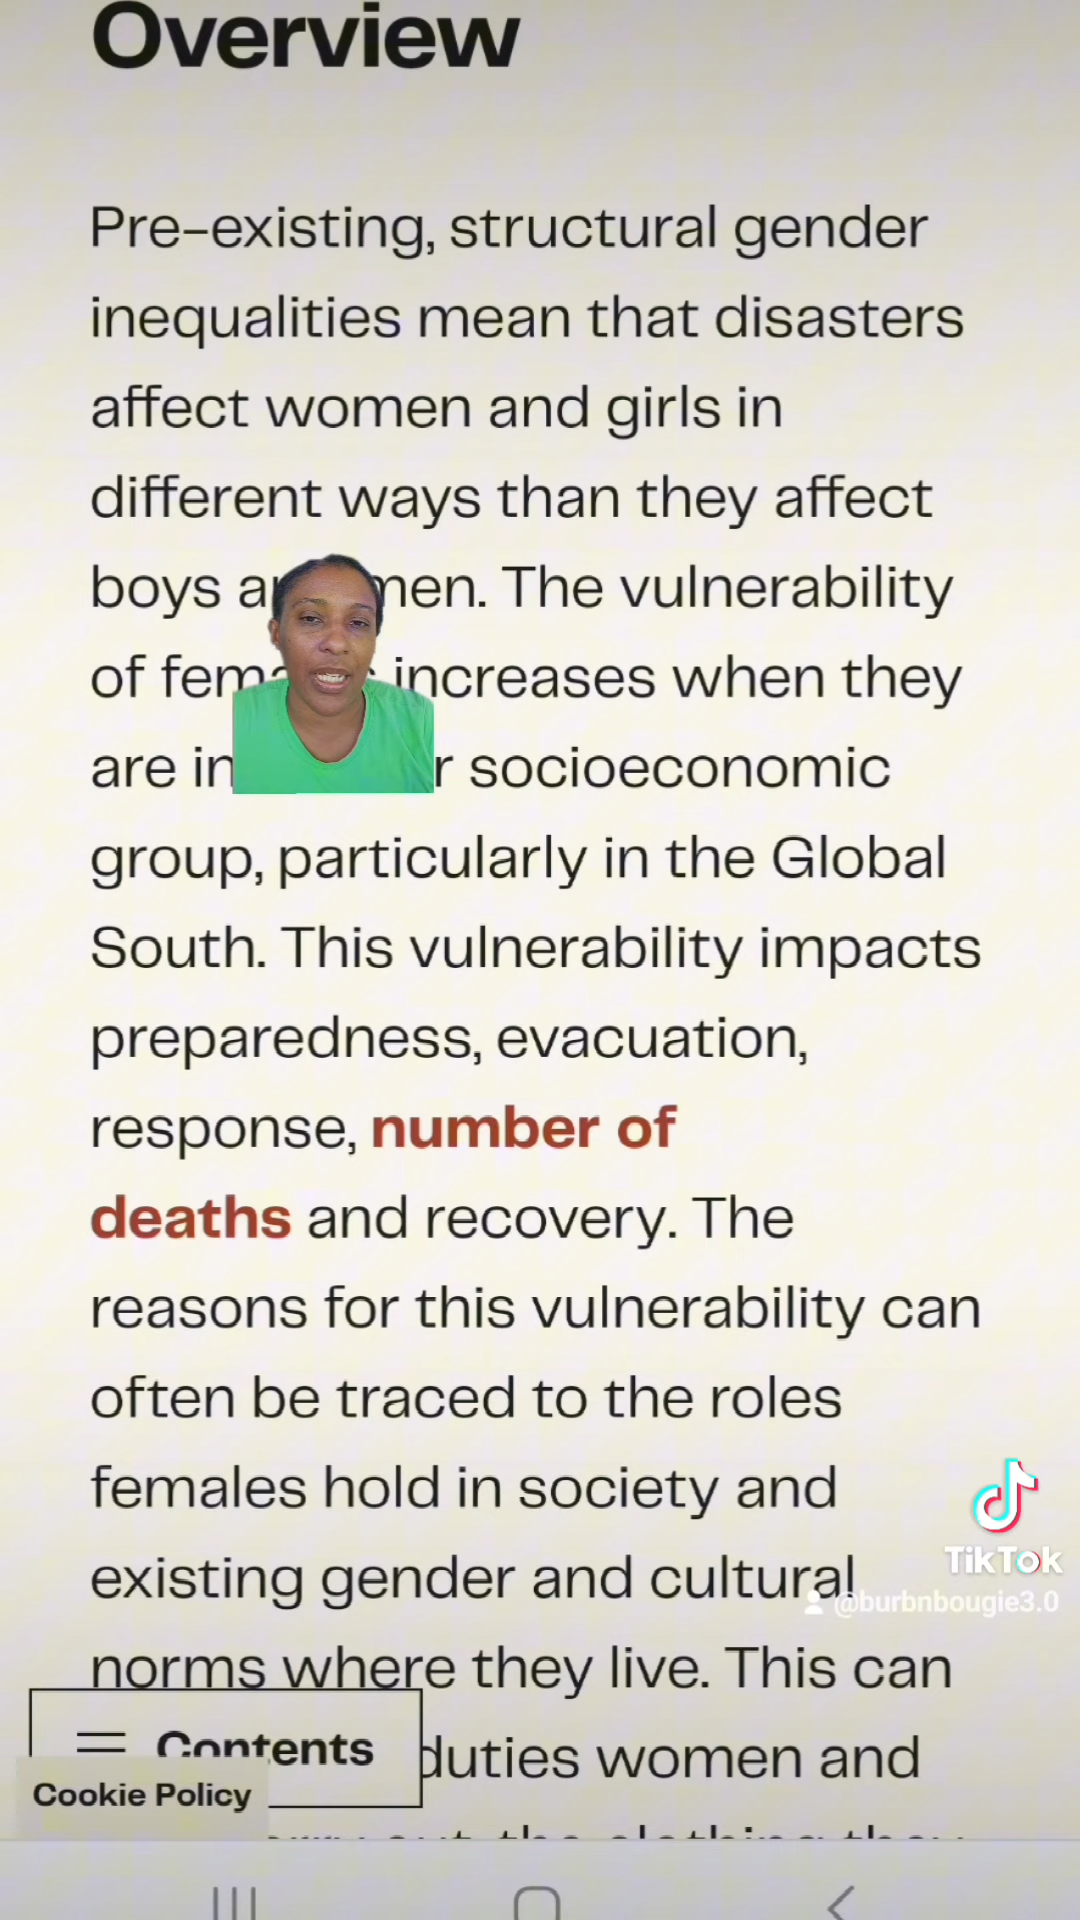 Overview
Pre-existing, structural gender
inequalities mean that disasters
affect women and girls in
different ways than they affect
boys a men. The vulnerability
of fema increases when they
are in r socioeconomic
group, particularly in the Global
South. This vulnerability impacts
preparedness, evacuation,
response, number of
deaths and recovery. The
reasons for this vulnerability can
often be traced to the roles
females hold in society and
existing gender and cultural
norms where they live. This can
duties women and
Contents
Cookie Policy
TikTok
@burbnbougie3.0